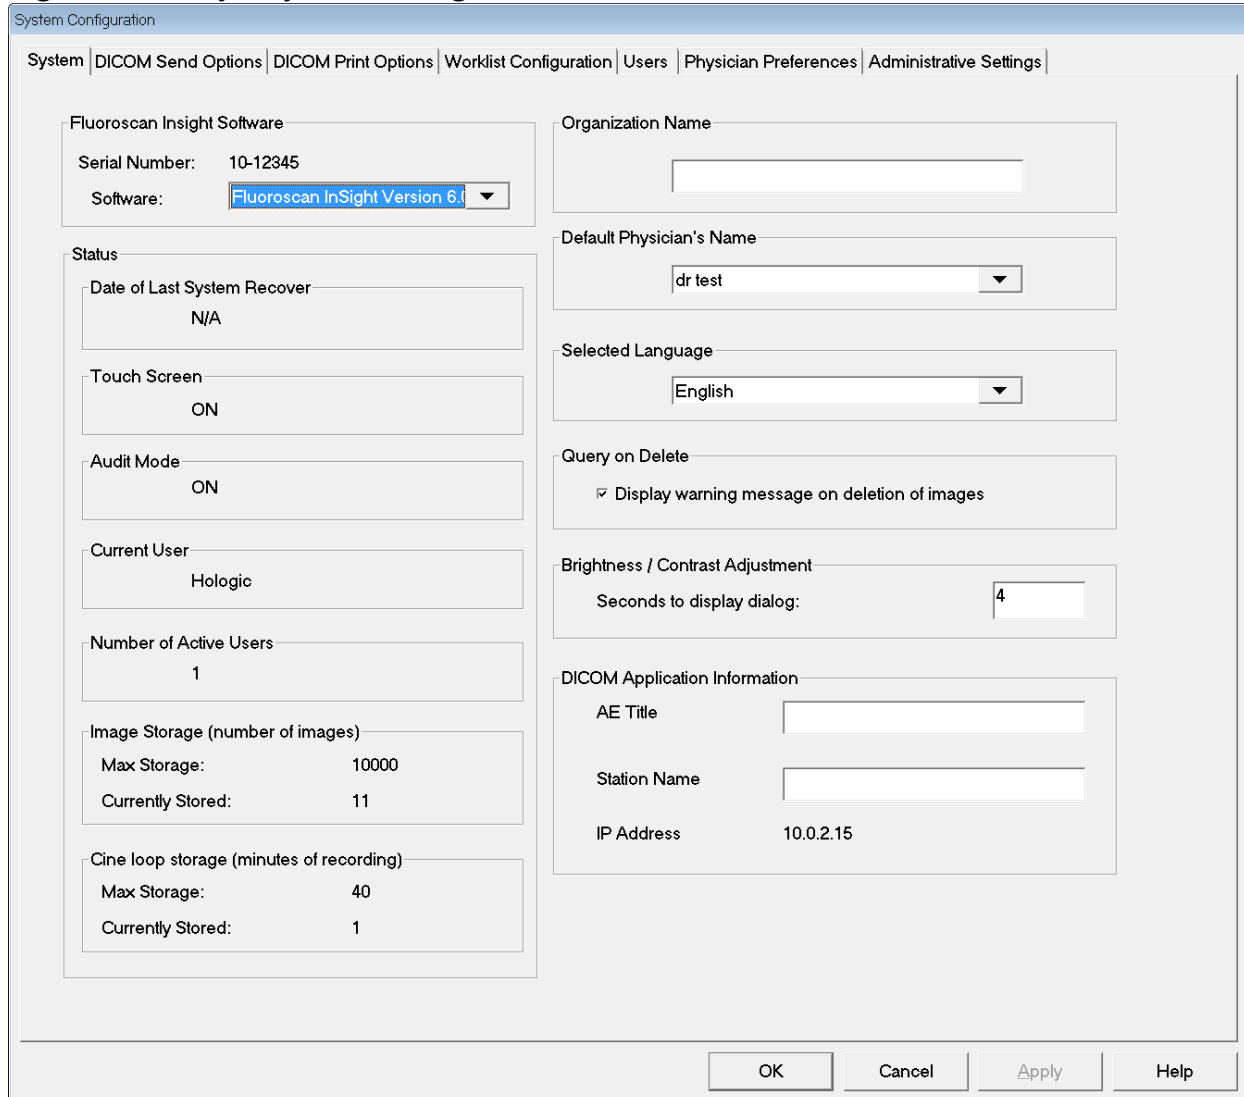 System Configuration
System DICOM Send Options DICOM Print Options Worklist Configuration Users Physician Preferences Administrative Settings
Fluoroscan Insight Software
Serial Number: 10-12345
Software: Fluoroscan InSight Version 6.
Status
Date of Last System Recover
N/A
Touch Screen
ON
Audit Mode
ON
Current User
Hologic
Number of Active Users
1
Image Storage (number of images)
Max Storage: 10000
Currently Stored: 11
Cine loop storage (minutes of recording)
Max Storage: 40
Currently Stored: 1
Organization Name
Default Physician's Name
dr test
Selected Language
English
Query on Delete
Display warning message on deletion of images
Brightness / Contrast Adjustment
Seconds to display dialog: 4
DICOM Application Information
AE Title
Station Name
IP Address 10.0.2.15
OK Cancel Apply Help